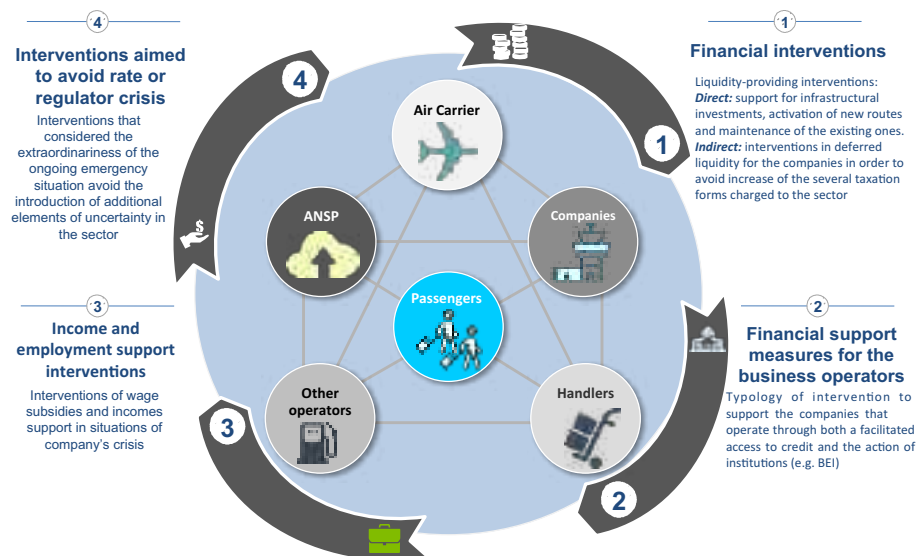 4
Interventions aimed
to avoid rate or
regulator crisis
Interventions that
considered the
extraordinariness of the
ongoing emergency
situation avoid the
introduction of additional
elements of uncertainty in
the sector
1
Financial interventions
Liquidity-providing interventions:
Direct: support for infrastructural
investments, activation of new routes
and maintenance of the existing ones.
Indirect: interventions in deferred
liquidity for the companies in order to
avoid increase of the several taxation
forms charged to the sector
4
1
Air Carrier
ANSP
Companies
$
Passengers
3
Income and
employment support
interventions
Interventions of wage
subsidies and incomes
support in situations of
company's crisis
2
Financial support
measures for the
business operators
Typology of intervention to
support the companies that
operate through both a facilitated
access to credit and the action of
institutions (e.g. BEI)
Other
operators
Handlers
3
2